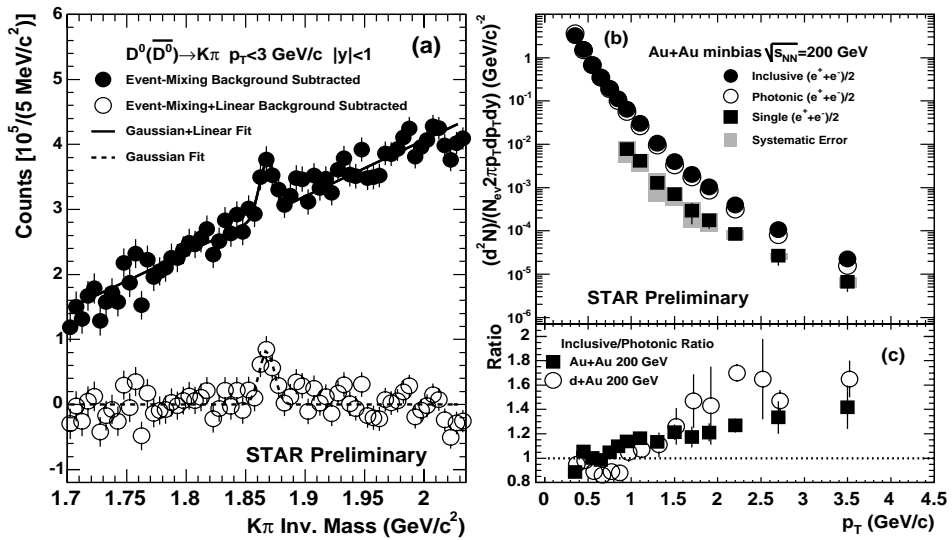 D⁰(D̅⁰)→Kπ p_T<3 GeV/c |y|<1 (a)
Event-Mixing Background Subtracted
Event-Mixing+Linear Background Subtracted
Gaussian+Linear Fit
Gaussian Fit
STAR Preliminary
Counts [10⁵/(5 MeV/c²)]
6
5
4
3
2
1
0
-1
1.7 1.75 1.8 1.85 1.9 1.95 2
Kπ Inv. Mass (GeV/c²)
(b) Au+Au minbias √s_NN=200 GeV
Inclusive (e⁺+e⁻)/2
Photonic (e⁺+e⁻)/2
Single (e⁺+e⁻)/2
Systematic Error
STAR Preliminary
(d²N)/(N_ev 2πp_T dp_T dy) (GeV/c)⁻²
1
10⁻¹
10⁻²
10⁻³
10⁻⁴
10⁻⁵
10⁻⁶
Inclusive/Photonic Ratio (c)
Au+Au 200 GeV
d+Au 200 GeV
Ratio
2
1.8
1.6
1.4
1.2
1
0.8
0 0.5 1 1.5 2 2.5 3 3.5 4 4.5
p_T (GeV/c)